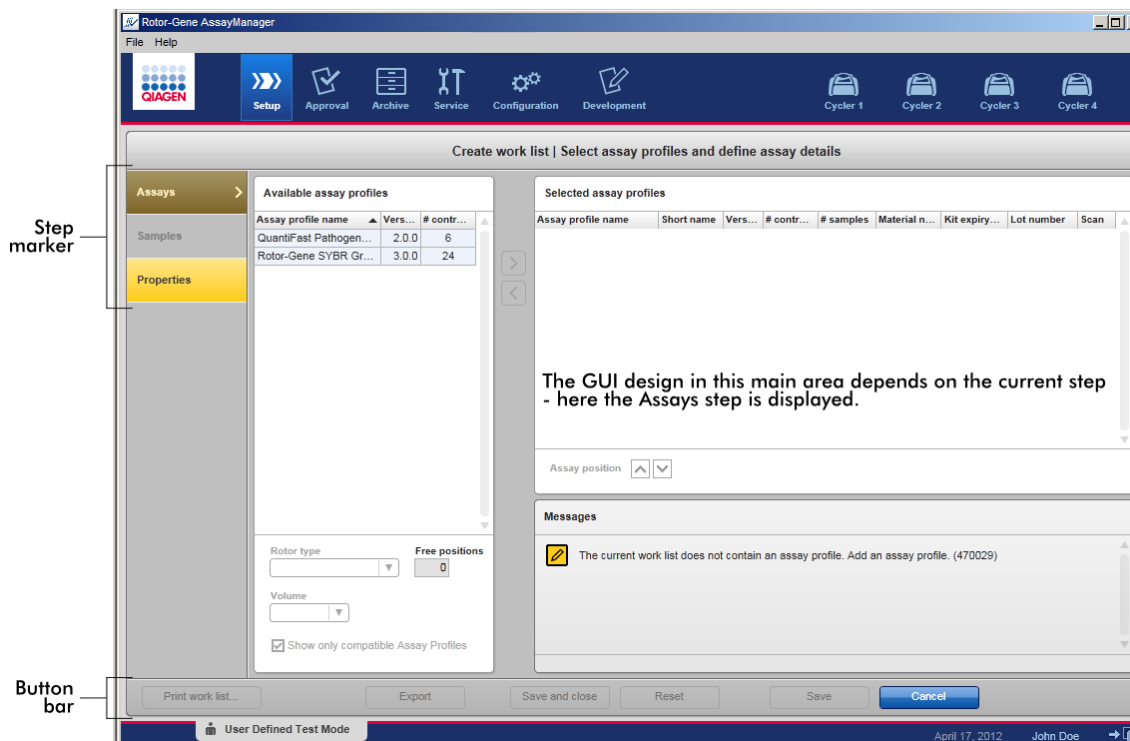 Rotor-Gene AssayManager
File Help
QIAGEN
Setup Approval Archive Service Configuration Development Cycler 1 Cycler 2 Cycler 3 Cycler 4
Create work list | Select assay profiles and define assay details
Step
marker
Assays
Samples
Properties
Available assay profiles
Assay profile name Vers... # contr...
QuantiFast Pathogen... 2.0.0 6
Rotor-Gene SYBR Gr... 3.0.0 24
Rotor type Free positions
0
Volume
Show only compatible Assay Profiles
Selected assay profiles
Assay profile name Short name Vers... # contr... # samples Material n... Kit expiry... Lot number Scan
The GUI design in this main area depends on the current step
- here the Assays step is displayed.
Assay position
Messages
The current work list does not contain an assay profile. Add an assay profile. (470029)
Button
bar
Print work list... Export Save and close Reset Save Cancel
User Defined Test Mode April 17, 2012 John Doe